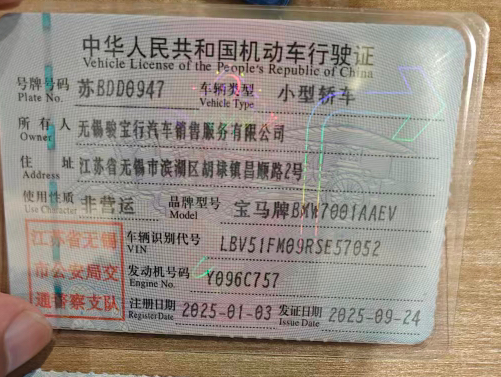 中华人民共和国机动车行驶证
Vehicle License of the People's Republic of China
号牌号码 Plate No. 苏BDD0947 车辆类型 Vehicle Type 小型轿车
所有人 Owner 无锡骏宝行汽车销售服务有限公司
住址 Address 江苏省无锡市滨湖区胡埭镇昌顺路2号
使用性质 Use Character 非营运 品牌型号 Model 宝马牌BMW7001AAEV
江苏省无锡市公安局交通警察支队
车辆识别代号 VIN LBV51FM09RSE57052
发动机号码 Engine No. Y096C757
注册日期 Register Date 2025-01-03 发证日期 Issue Date 2025-09-24